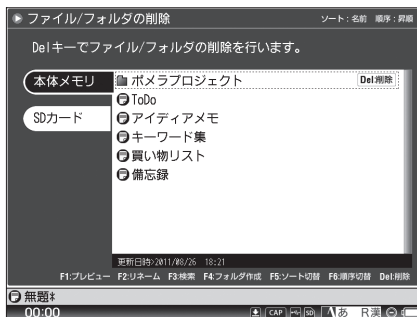 ファイル/フォルダの削除 ソート:名前 順序:昇順
Delキーでファイル/フォルダの削除を行います。
本体メモリ
SDカード
ポメラプロジェクト Del:削除
ToDo
アイディアメモ
キーワード集
買い物リスト
備忘録
更新日時>2011/08/26 18:21
F1:プレビュー F2:リネーム F3:検索 F4:フォルダ作成 F5:ソート切替 F6:順序切替 Del:削除
無題*
00:00 CAP SD あ R漢